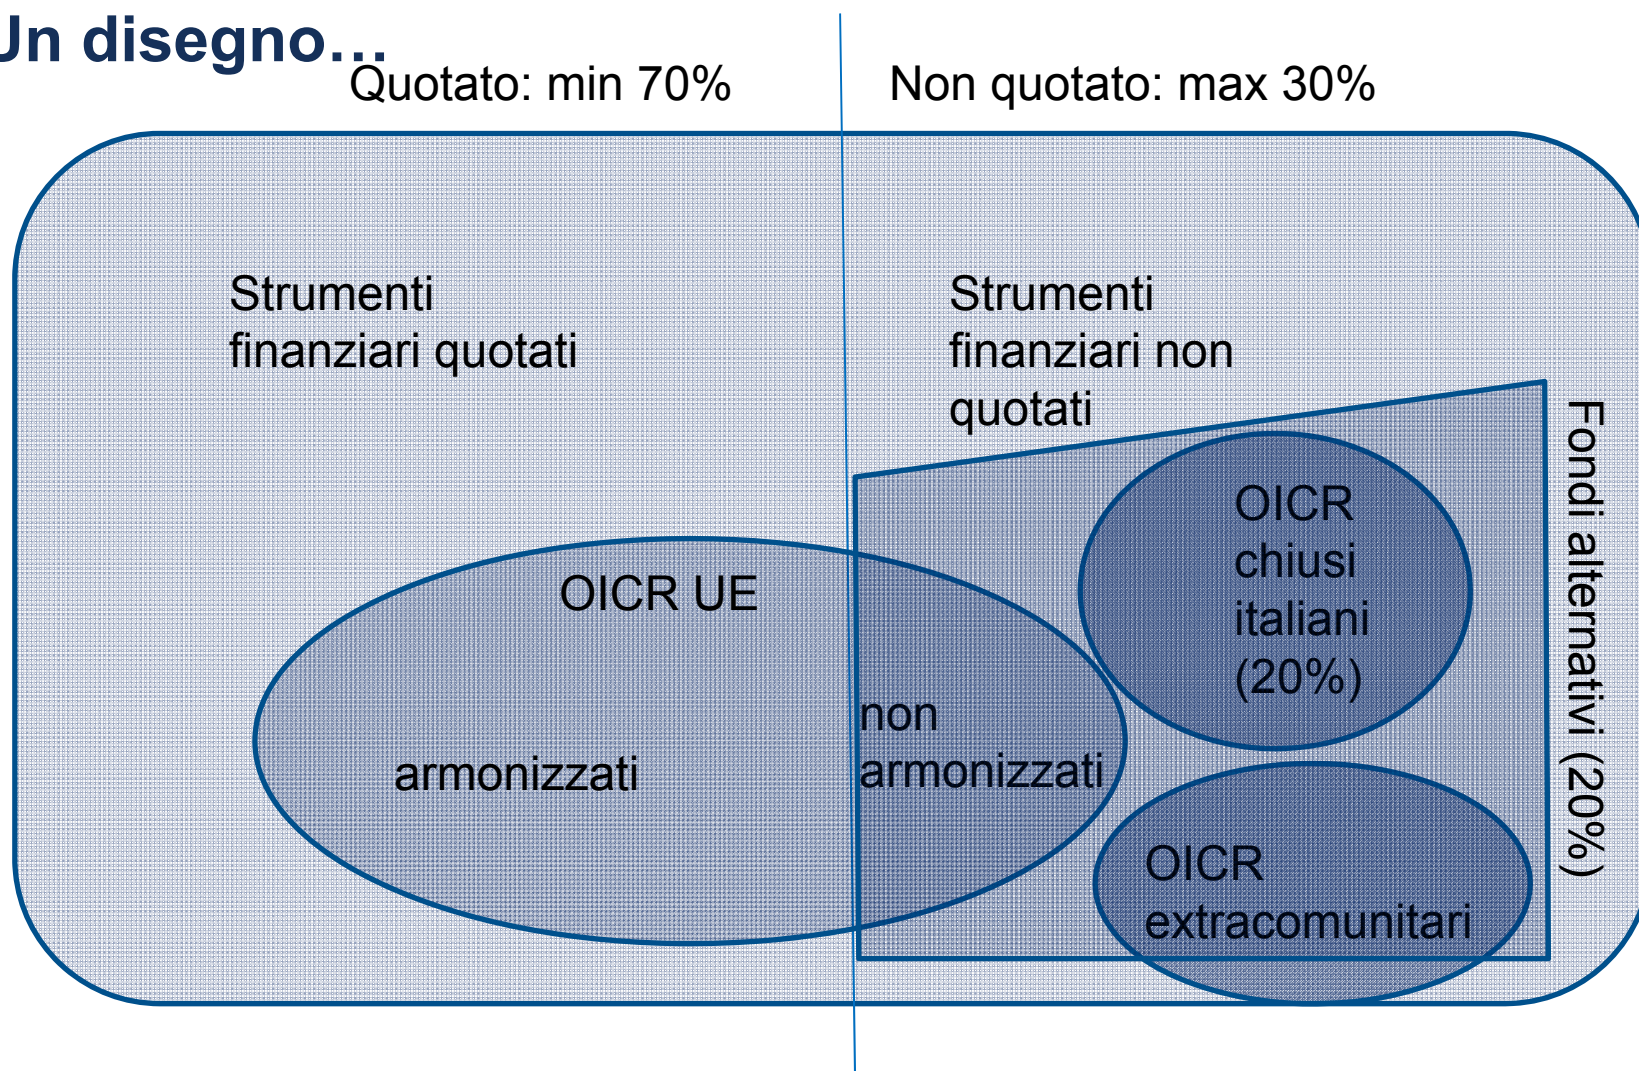 Un disegno…
Quotato: min 70%
Non quotato: max 30%
Strumenti
finanziari quotati
Strumenti
finanziari non
quotati
OICR UE
armonizzati
non
armonizzati
OICR
chiusi
italiani
(20%)
OICR
extracomunitari
Fondi alternativi (20%)